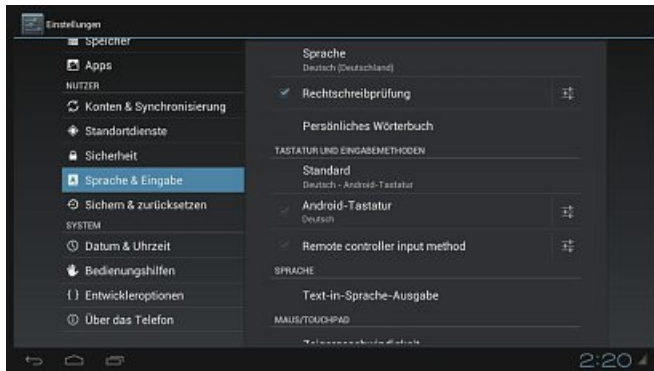 Einstellungen
Speicher
Apps
NUTZER
Konten & Synchronisierung
Standortdienste
Sicherheit
Sprache & Eingabe
Sichern & zurücksetzen
SYSTEM
Datum & Uhrzeit
Bedienungshilfen
{ } Entwickleroptionen
Über das Telefon
Sprache
Deutsch (Deutschland)
Rechtschreibprüfung
Persönliches Wörterbuch
TASTATUR UND EINGABEMETHODEN
Standard
Deutsch - Android-Tastatur
Android-Tastatur
Deutsch
Remote controller input method
SPRACHE
Text-in-Sprache-Ausgabe
MAUS/TOUCHPAD
Zeigergeschwindigkeit
2:20